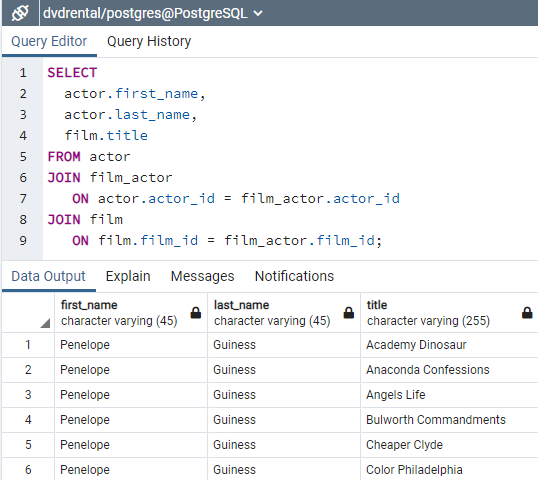 dvdrental/postgres@PostgreSQL
Query Editor Query History
1 SELECT
2 actor.first_name,
3 actor.last_name,
4 film.title
5 FROM actor
6 JOIN film_actor
7 ON actor.actor_id = film_actor.actor_id
8 JOIN film
9 ON film.film_id = film_actor.film_id;
Data Output Explain Messages Notifications
first_name last_name title
character varying (45) character varying (45) character varying (255)
1 Penelope Guiness Academy Dinosaur
2 Penelope Guiness Anaconda Confessions
3 Penelope Guiness Angels Life
4 Penelope Guiness Bulworth Commandments
5 Penelope Guiness Cheaper Clyde
6 Penelope Guiness Color Philadelphia